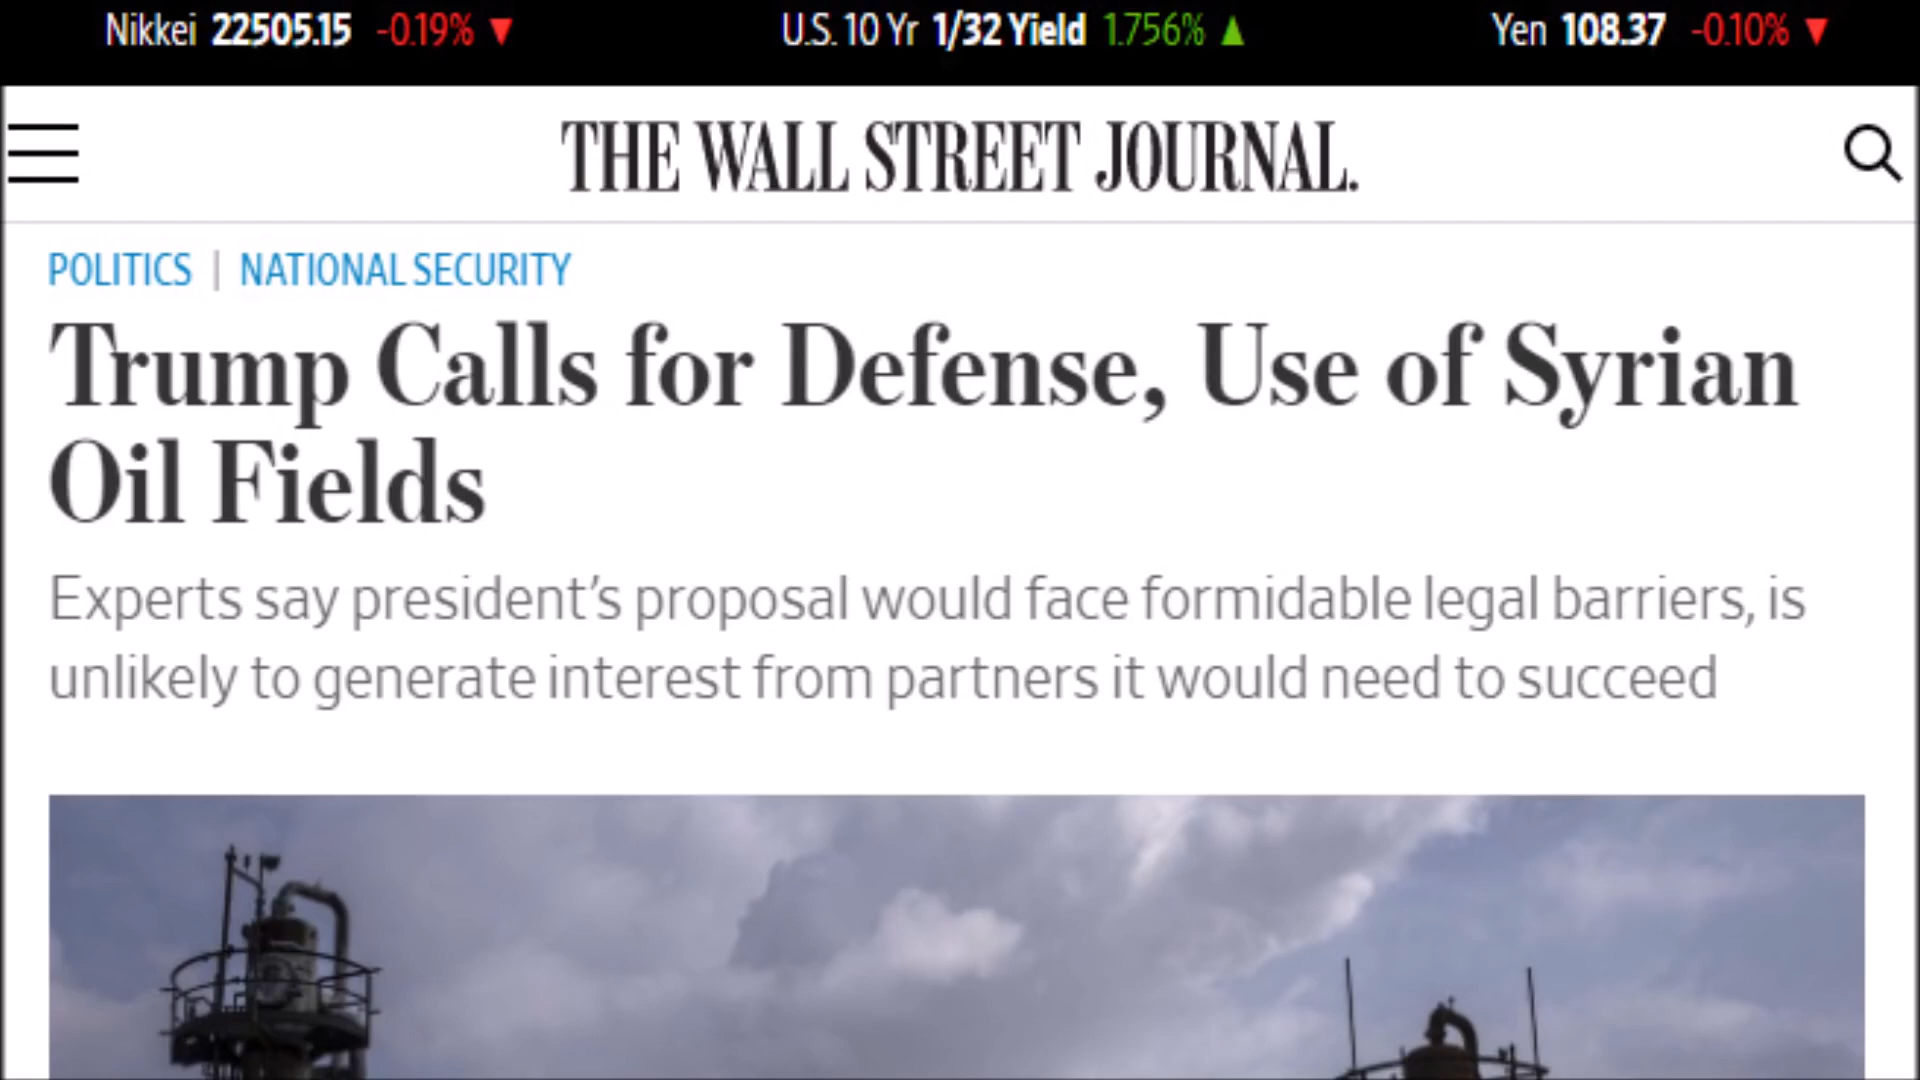 Nikkei 22505.15 -0.19% ▼ U.S. 10 Yr 1/32 Yield 1.756% ▲ Yen 108.37 -0.10% ▼
THE WALL STREET JOURNAL.
POLITICS | NATIONAL SECURITY
Trump Calls for Defense, Use of Syrian
Oil Fields
Experts say president’s proposal would face formidable legal barriers, is
unlikely to generate interest from partners it would need to succeed